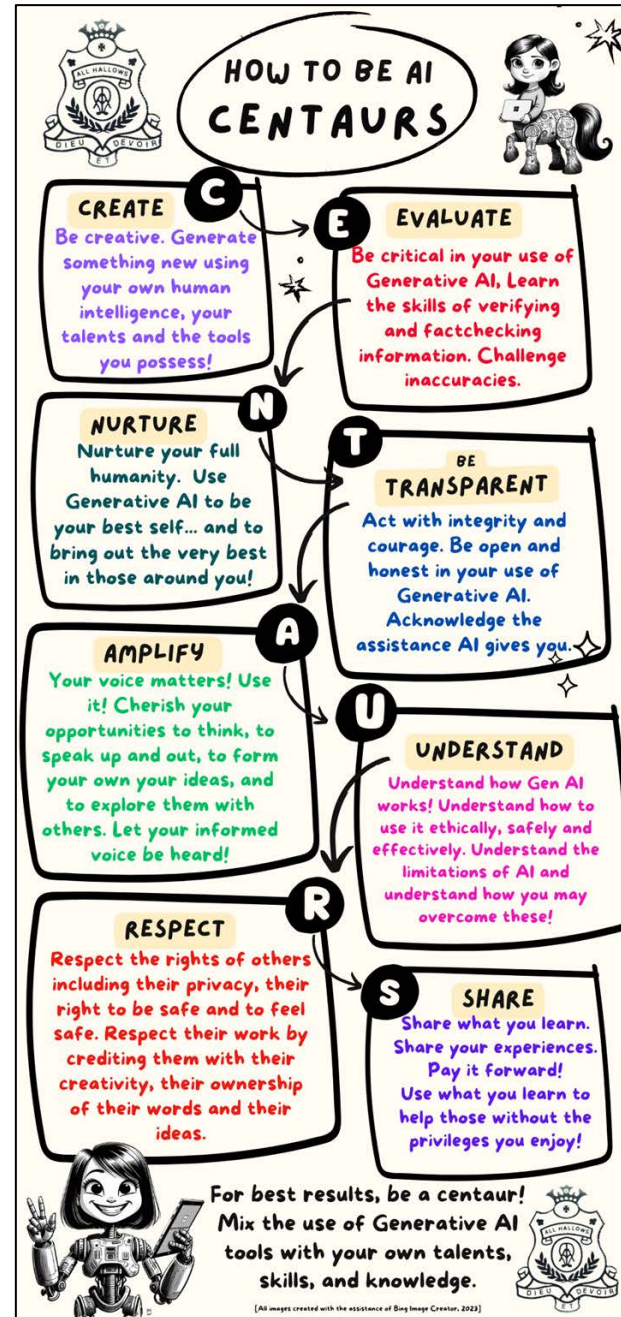 ALL HALLOWS
DIEU ET DEVOIR
HOW TO BE AI
CENTAURS
C
CREATE
Be creative. Generate
something new using
your own human
intelligence, your
talents and the tools
you possess!
E
EVALUATE
Be critical in your use of
Generative AI, Learn
the skills of verifying
and factchecking
information. Challenge
inaccuracies.
N
NURTURE
Nurture your full
humanity. Use
Generative AI to be
your best self... and to
bring out the very best
in those around you!
T
BE
TRANSPARENT
Act with integrity and
courage. Be open and
honest in your use of
Generative AI.
Acknowledge the
assistance AI gives you.
A
AMPLIFY
Your voice matters! Use
it! Cherish your
opportunities to think, to
speak up and out, to form
your own your ideas, and
to explore them with
others. Let your informed
voice be heard!
U
UNDERSTAND
Understand how Gen AI
works! Understand how to
use it ethically, safely and
effectively. Understand the
limitations of AI and
understand how you may
overcome these!
R
RESPECT
Respect the rights of others
including their privacy, their
right to be safe and to feel
safe. Respect their work by
crediting them with their
creativity, their ownership
of their words and their
ideas.
S
SHARE
Share what you learn.
Share your experiences.
Pay it forward!
Use what you learn to
help those without the
privileges you enjoy!
For best results, be a centaur!
Mix the use of Generative AI
tools with your own talents,
skills, and knowledge.
[All images created with the assistance of Bing Image Creator, 2023]
ALL HALLOWS
DIEU ET DEVOIR